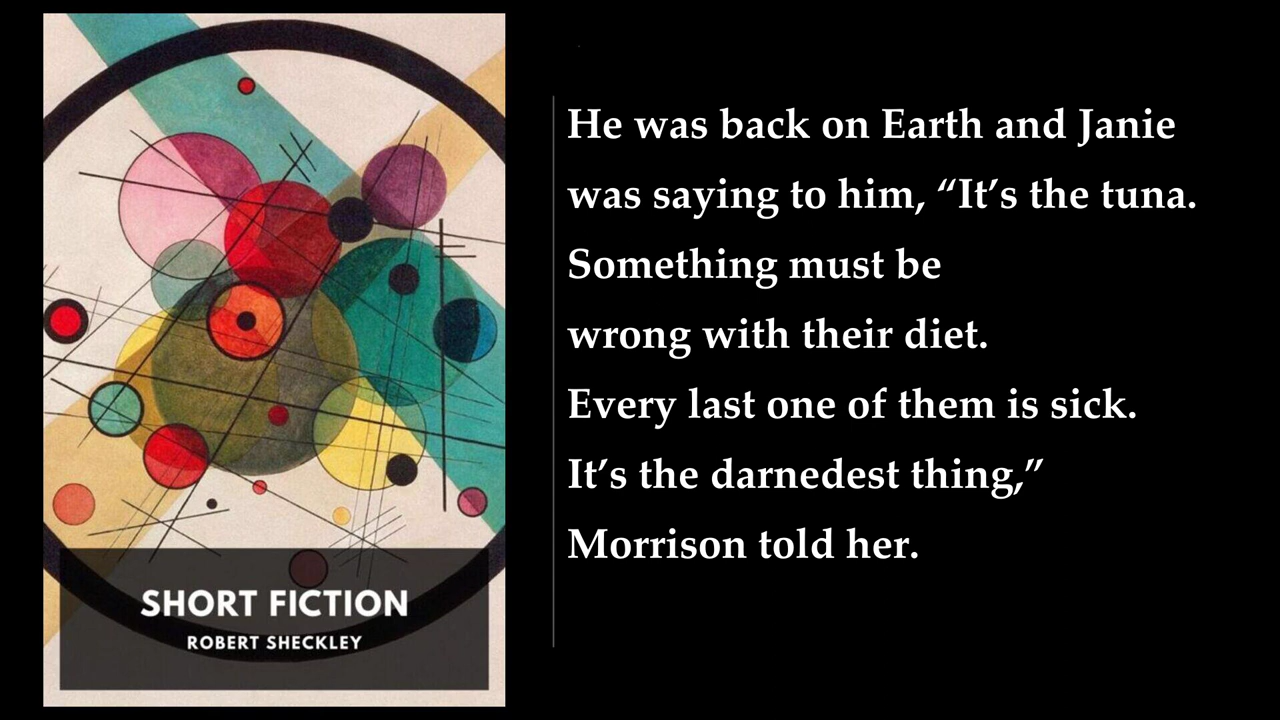 SHORT FICTION
ROBERT SHECKLEY
He was back on Earth and Janie
was saying to him, “It’s the tuna.
Something must be
wrong with their diet.
Every last one of them is sick.
It’s the darnedest thing,”
Morrison told her.